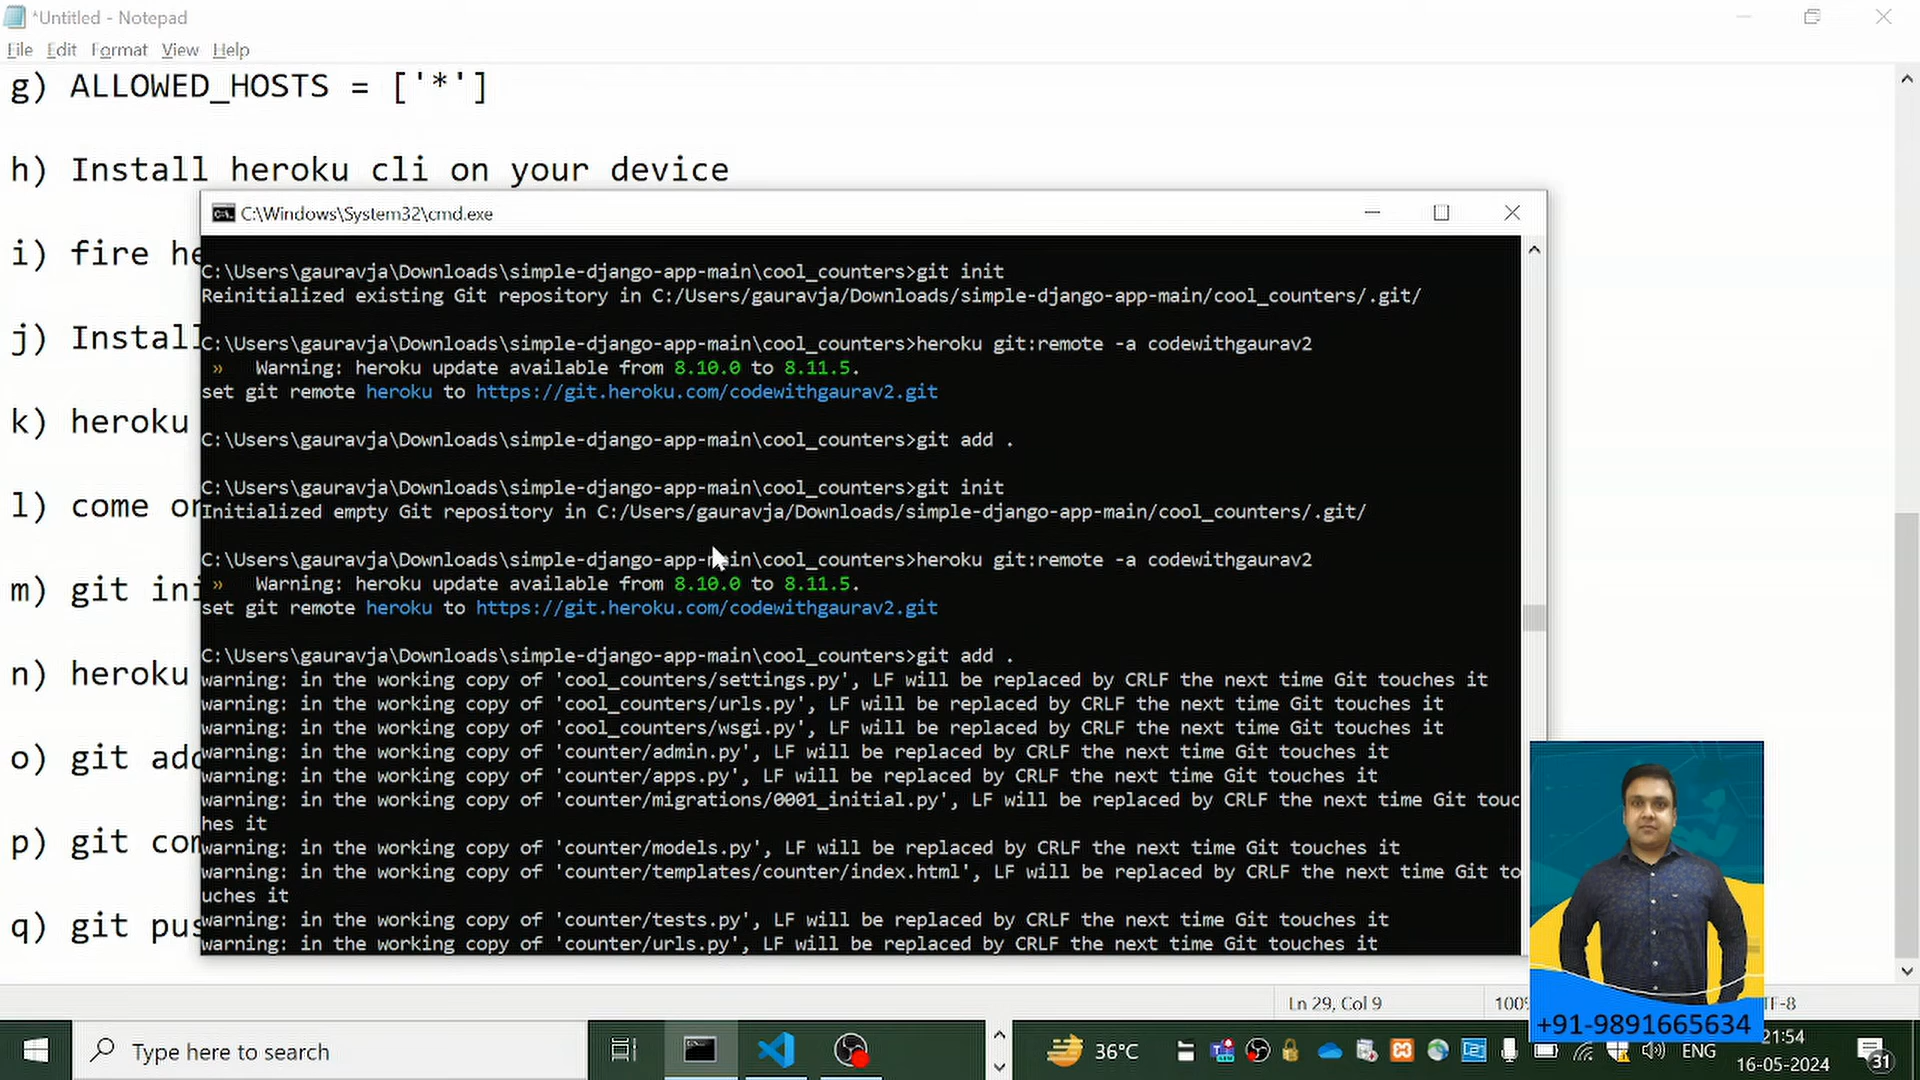 *Untitled - Notepad
File Edit Format View Help
g) ALLOWED_HOSTS = ['*']
h) Install heroku cli on your device
i) fire he
j) Install
k) heroku
l) come on
m) git ini
n) heroku
o) git add
p) git com
q) git pus
C:\Windows\System32\cmd.exe
C:\Users\gauravja\Downloads\simple-django-app-main\cool_counters>git init
Reinitialized existing Git repository in C:/Users/gauravja/Downloads/simple-django-app-main/cool_counters/.git/
C:\Users\gauravja\Downloads\simple-django-app-main\cool_counters>heroku git:remote -a codewithgaurav2
» Warning: heroku update available from 8.10.0 to 8.11.5.
set git remote heroku to https://git.heroku.com/codewithgaurav2.git
C:\Users\gauravja\Downloads\simple-django-app-main\cool_counters>git add .
C:\Users\gauravja\Downloads\simple-django-app-main\cool_counters>git init
Initialized empty Git repository in C:/Users/gauravja/Downloads/simple-django-app-main/cool_counters/.git/
C:\Users\gauravja\Downloads\simple-django-app-main\cool_counters>heroku git:remote -a codewithgaurav2
» Warning: heroku update available from 8.10.0 to 8.11.5.
set git remote heroku to https://git.heroku.com/codewithgaurav2.git
C:\Users\gauravja\Downloads\simple-django-app-main\cool_counters>git add .
warning: in the working copy of 'cool_counters/settings.py', LF will be replaced by CRLF the next time Git touches it
warning: in the working copy of 'cool_counters/urls.py', LF will be replaced by CRLF the next time Git touches it
warning: in the working copy of 'cool_counters/wsgi.py', LF will be replaced by CRLF the next time Git touches it
warning: in the working copy of 'counter/admin.py', LF will be replaced by CRLF the next time Git touches it
warning: in the working copy of 'counter/apps.py', LF will be replaced by CRLF the next time Git touches it
warning: in the working copy of 'counter/migrations/0001_initial.py', LF will be replaced by CRLF the next time Git touc
hes it
warning: in the working copy of 'counter/models.py', LF will be replaced by CRLF the next time Git touches it
warning: in the working copy of 'counter/templates/counter/index.html', LF will be replaced by CRLF the next time Git to
uches it
warning: in the working copy of 'counter/tests.py', LF will be replaced by CRLF the next time Git touches it
warning: in the working copy of 'counter/urls.py', LF will be replaced by CRLF the next time Git touches it
Ln 29, Col 9
100%
TF-8
+91-9891665634
Type here to search
36°C
ENG
21:54
16-05-2024
31